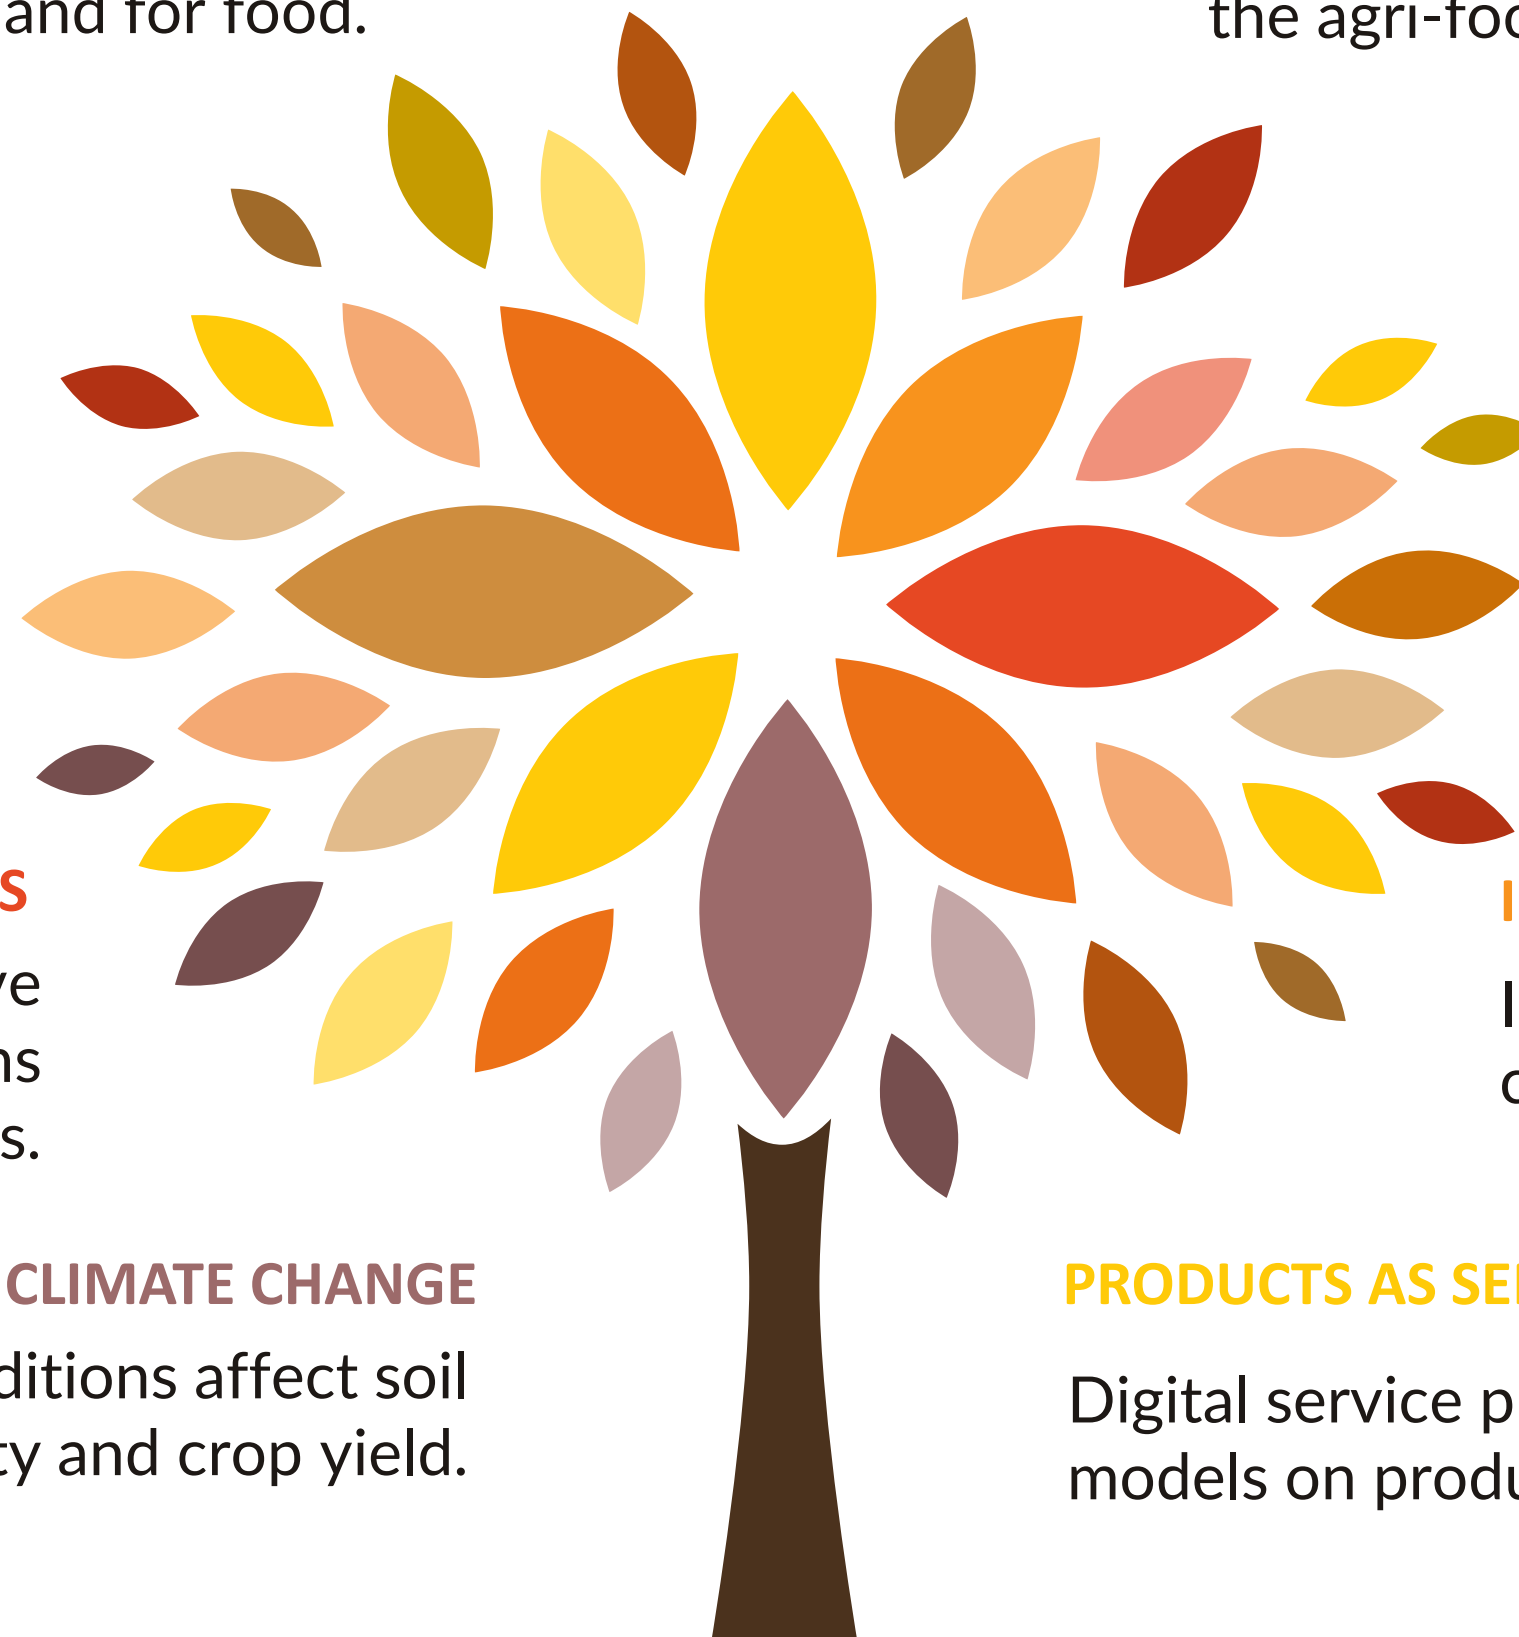 and for food.
the agri-foo
S
ve
ns
s.
CLIMATE CHANGE
ditions affect soil
ty and crop yield.
I
I
PRODUCTS AS SE
Digital service p
models on produ